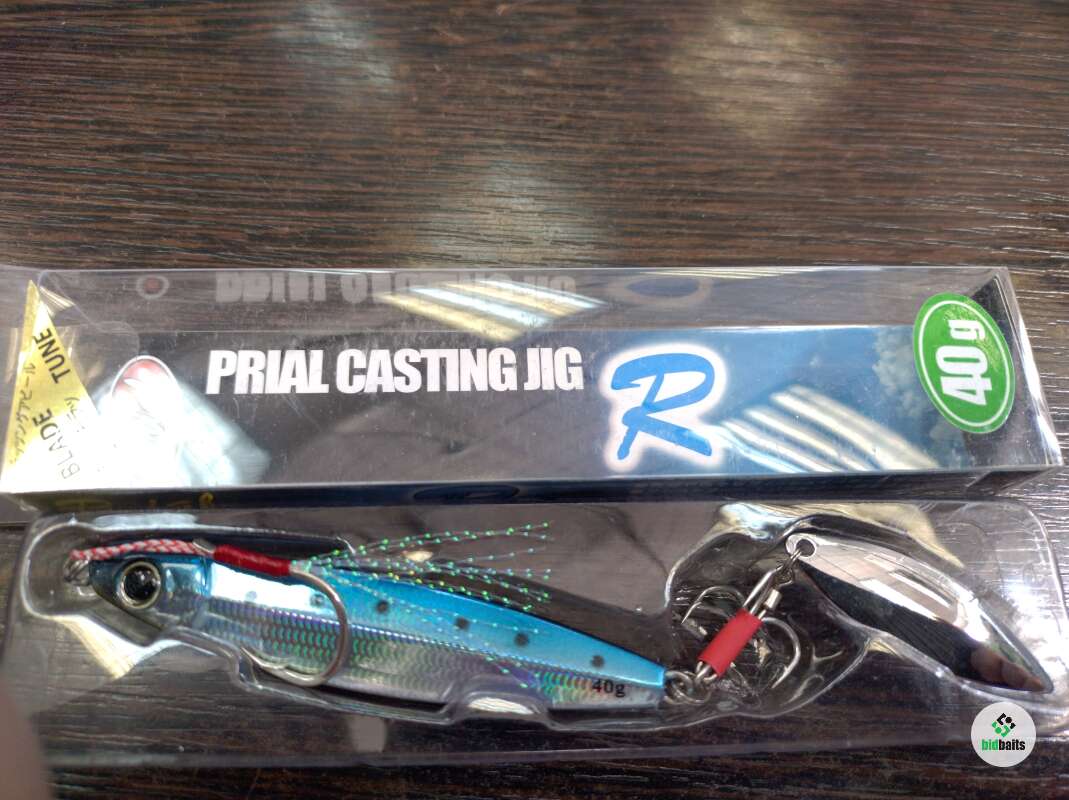 PRIAL CASTING JIG R
40g
BLADE
TUNE
40g
bidbaits